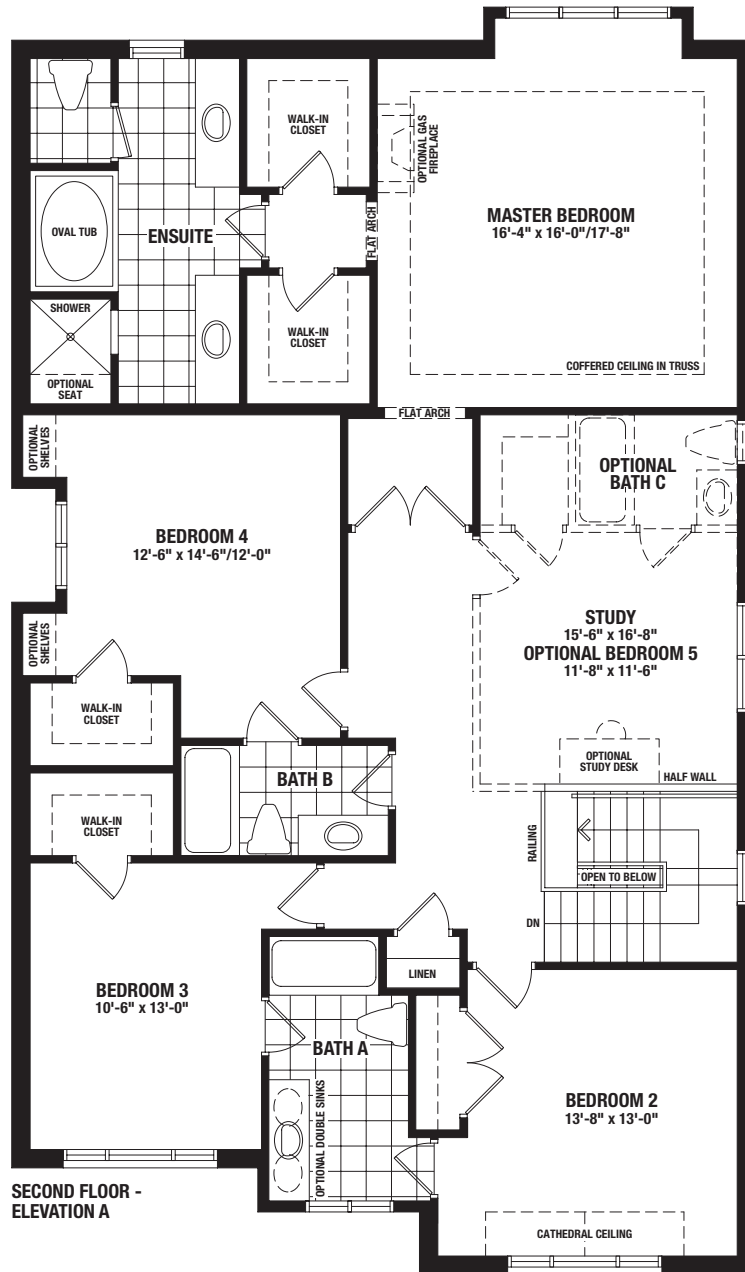 WALK-IN
CLOSET
OPTIONAL GAS
FIREPLACE
MASTER BEDROOM
16'-4" x 16'-0"/17'-8"
OVAL TUB
ENSUITE
FLAT ARCH
SHOWER
WALK-IN
CLOSET
OPTIONAL
SEAT
COFFERED CEILING IN TRUSS
FLAT ARCH
OPTIONAL
SHELVES
OPTIONAL
BATH C
BEDROOM 4
12'-6" x 14'-6"/12'-0"
STUDY
15'-6" x 16'-8"
OPTIONAL BEDROOM 5
11'-8" x 11'-6"
OPTIONAL
SHELVES
WALK-IN
CLOSET
OPTIONAL
STUDY DESK
HALF WALL
BATH B
WALK-IN
CLOSET
RAILING
OPEN TO BELOW
DN
LINEN
BEDROOM 3
10'-6" x 13'-0"
BATH A
OPTIONAL DOUBLE SINKS
BEDROOM 2
13'-8" x 13'-0"
SECOND FLOOR -
ELEVATION A
CATHEDRAL CEILING